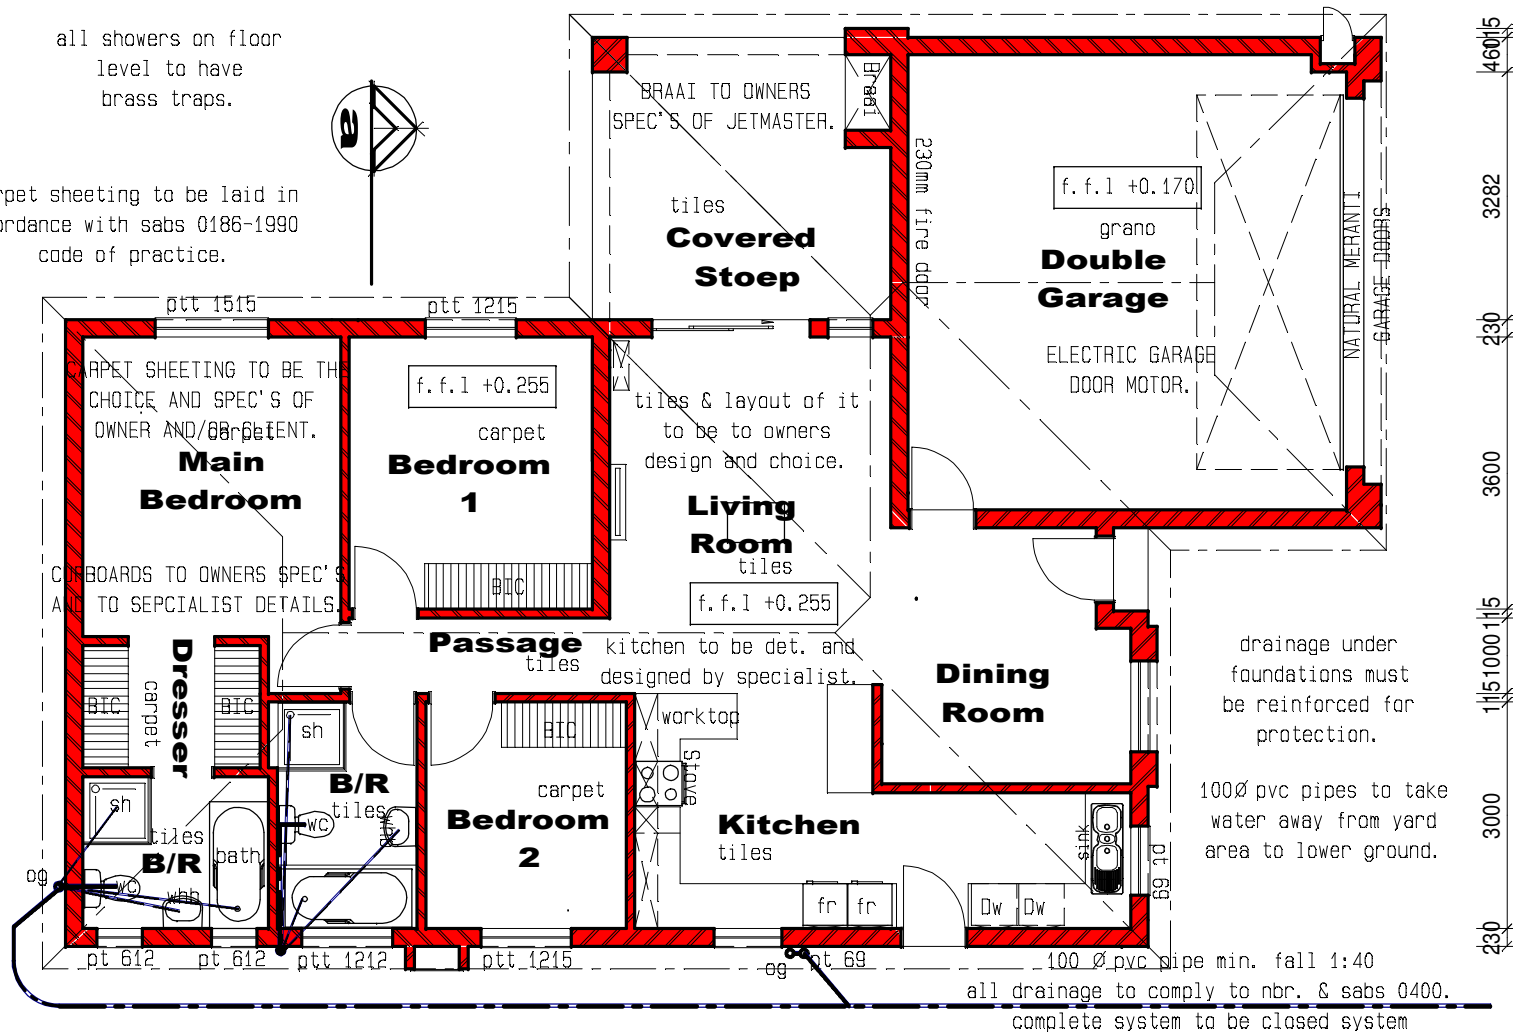 all showers on floor
level to have
brass traps.
a
rpet sheeting to be laid in
ordance with sabs 0186-1990
code of practice.
BRAAI TO OWNERS
SPEC'S OF JETMASTER.
Braai
tiles
Covered
Stoep
230mm fire door
f.f.l +0.170
grano
Double
Garage
ELECTRIC GARAGE
DOOR MOTOR.
NATURAL MERANTI
GARAGE DOORS
115
460
3282
230
3600
115
1000
115
3000
230
ptt 1515
ptt 1215
CARPET SHEETING TO BE THE
CHOICE AND SPEC'S OF
OWNER AND/OR CLIENT.
carpet
Main
Bedroom
CUPBOARDS TO OWNERS SPEC'S
AND TO SEPCIALIST DETAILS.
f.f.l +0.255
carpet
Bedroom
1
BIC
tiles & layout of it
to be to owners
design and choice.
Living
Room
tiles
f.f.l +0.255
Passage
tiles
kitchen to be det. and
designed by specialist.
Dining
Room
drainage under
foundations must
be reinforced for
protection.
100Ø pvc pipes to take
water away from yard
area to lower ground.
Dresser
carpet
BIC
BIC
sh
B/R
tiles
wc
whb
BIC
carpet
Bedroom
2
worktop
Stove
Kitchen
tiles
sink
pt 69
fr
fr
Dw
Dw
sh
tiles
B/R
bath
wc
whb
og
pt 612
pt 612
ptt 1212
ptt 1215
og
pt 69
100 Ø pvc pipe min. fall 1:40
all drainage to comply to nbr. & sabs 0400.
complete system to be closed system